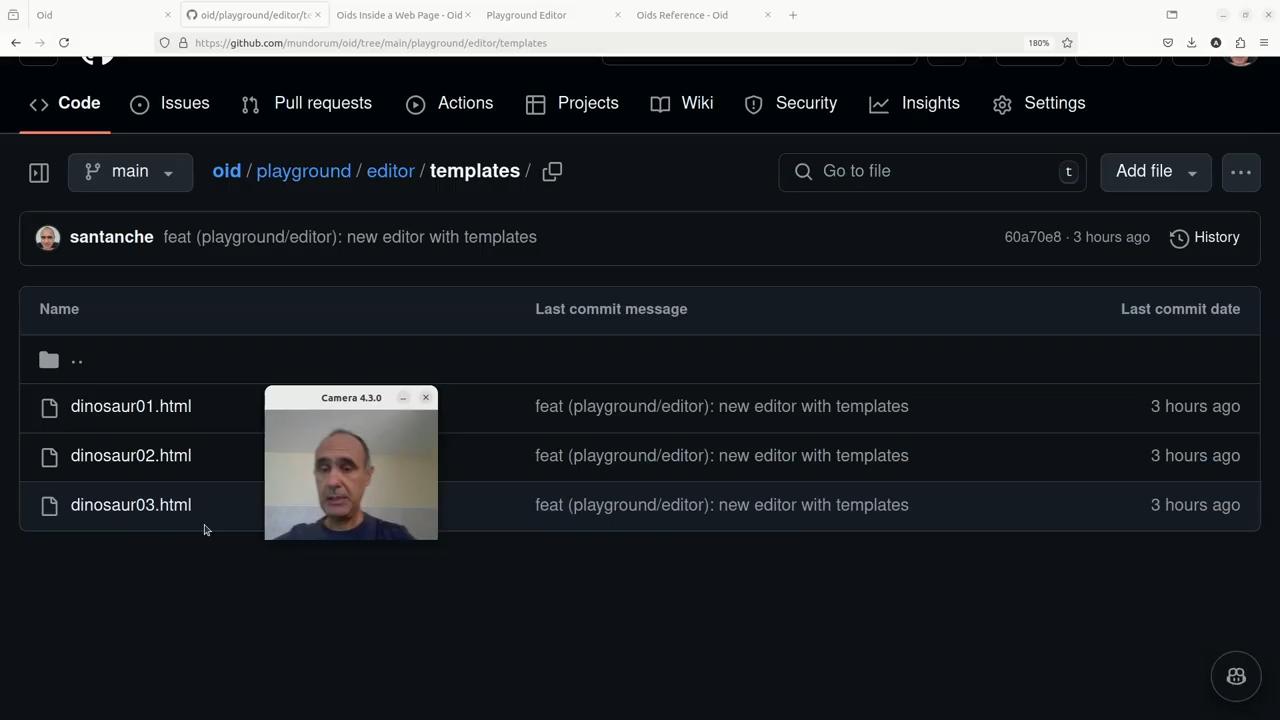 Oid
oid/playground/editor/te
Oids Inside a Web Page - Oid
Playground Editor
Oids Reference - Oid
https://github.com/mundorum/oid/tree/main/playground/editor/templates
180%
Code
Issues
Pull requests
Actions
Projects
Wiki
Security
Insights
Settings
main
oid / playground / editor / templates /
Go to file
t
Add file
santanche feat (playground/editor): new editor with templates
60a70e8 · 3 hours ago
History
Name
Last commit message
Last commit date
..
dinosaur01.html
feat (playground/editor): new editor with templates
3 hours ago
dinosaur02.html
feat (playground/editor): new editor with templates
3 hours ago
dinosaur03.html
feat (playground/editor): new editor with templates
3 hours ago
Camera 4.3.0